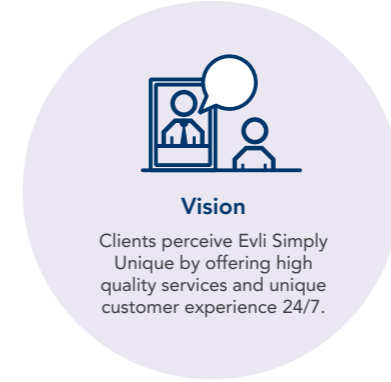 Vision
Clients perceive Evli Simply
Unique by offering high
quality services and unique
customer experience 24/7.